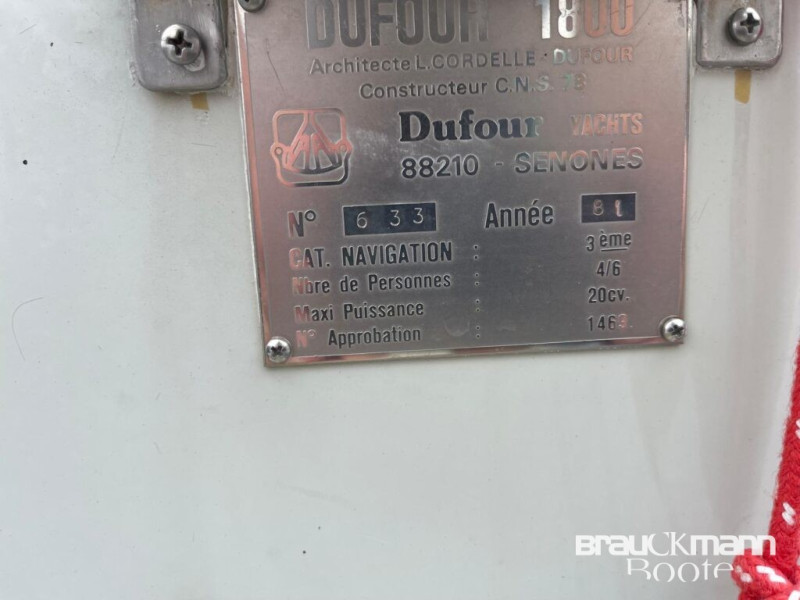 DUFOUR 1800
Architecte L.CORDELLE · DUFOUR
Constructeur C.N.S. 78
Dufour YACHTS
88210 - SENONES
N° 633 Année 81
CAT. NAVIGATION : 3ème
Nbre de Personnes : 4/6
Maxi Puissance : 20cv.
N° Approbation : 1469.
Brauckmann
Boote